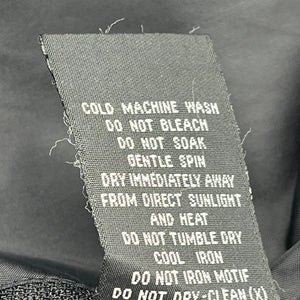 COLD MACHINE WASH
DO NOT BLEACH
DO NOT SOAK
GENTLE SPIN
DRY IMMEDIATELY AWAY
FROM DIRECT SUNLIGHT
AND HEAT
DO NOT TUMBLE DRY
COOL IRON
DO NOT IRON MOTIF
DO NOT DRY-CLEAN(X)